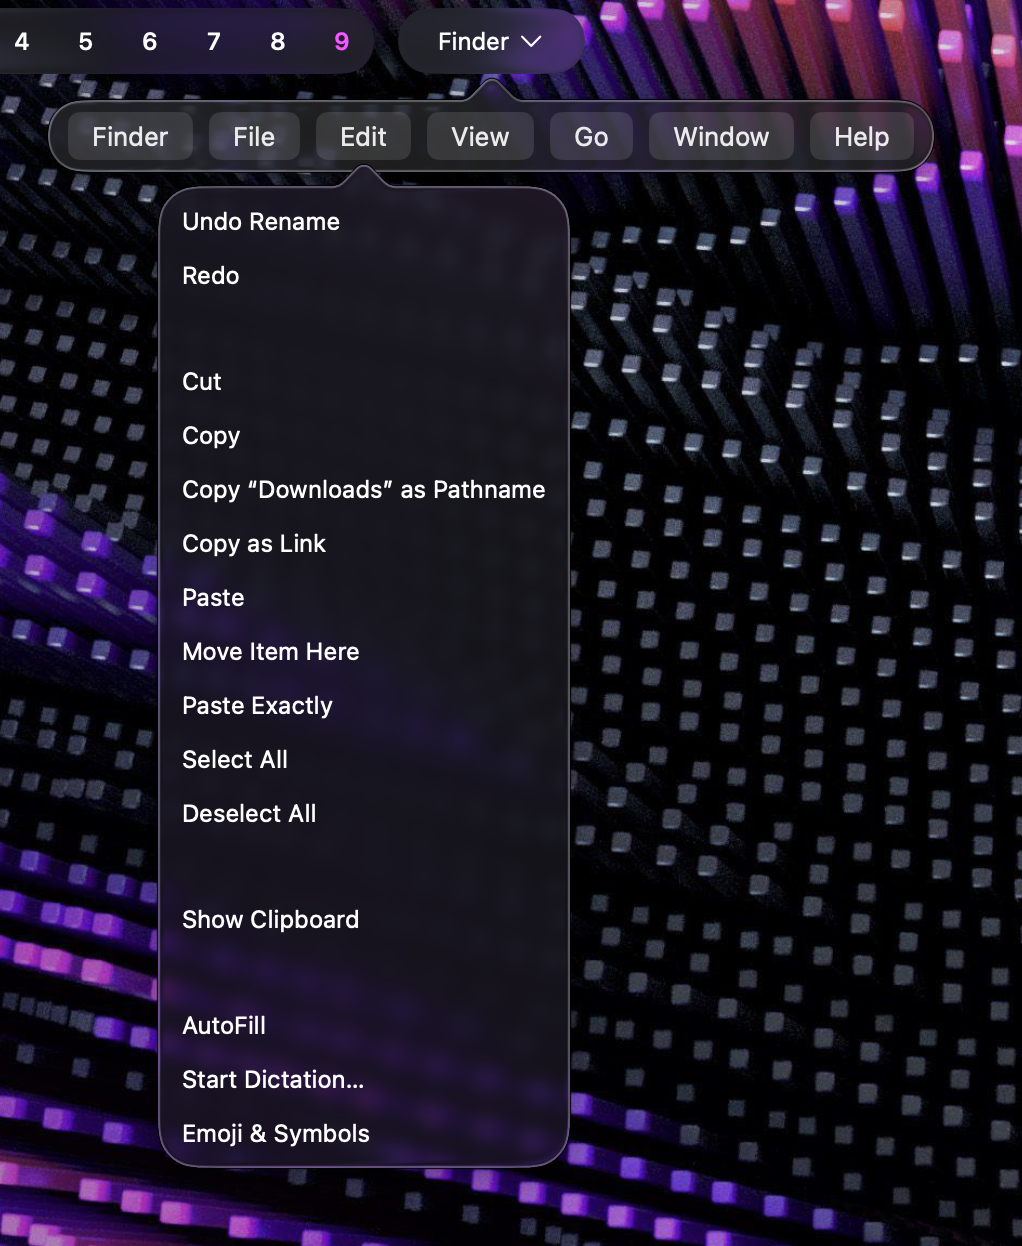 4 5 6 7 8 9 Finder
Finder File Edit View Go Window Help
Undo Rename
Redo
Cut
Copy
Copy “Downloads” as Pathname
Copy as Link
Paste
Move Item Here
Paste Exactly
Select All
Deselect All
Show Clipboard
AutoFill
Start Dictation...
Emoji & Symbols